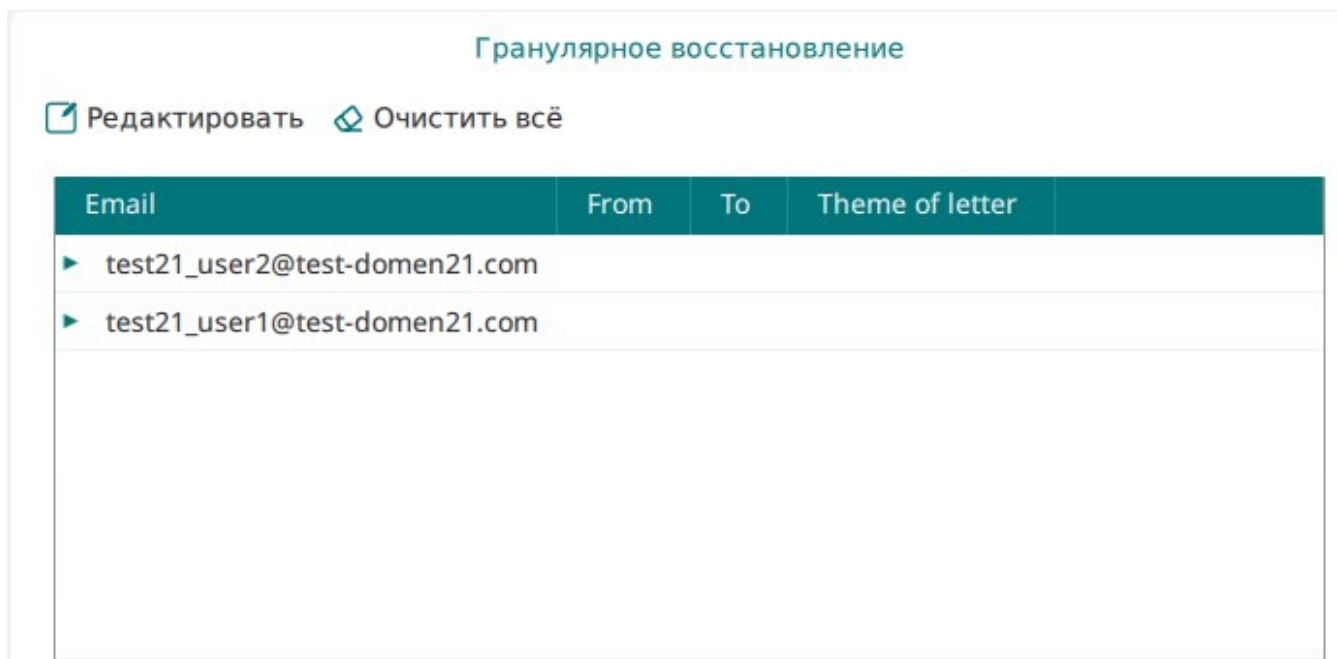 Гранулярное восстановление
Редактировать Очистить всё
Email From To Theme of letter
test21_user2@test-domen21.com
test21_user1@test-domen21.com